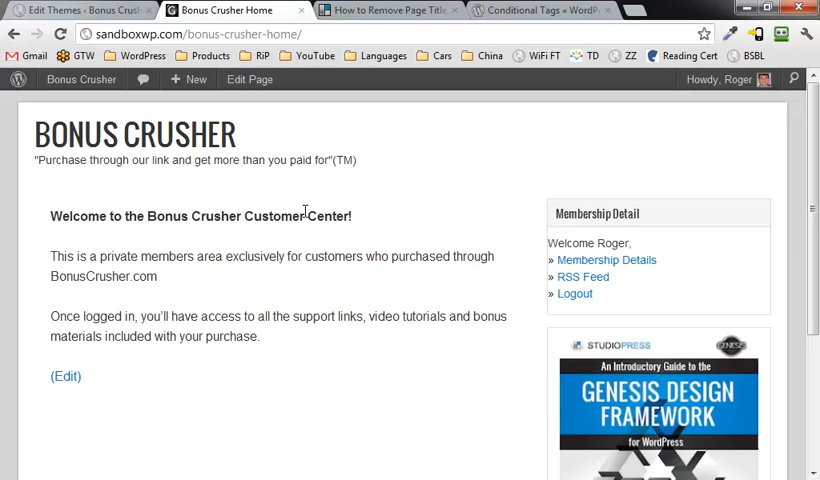 Edit Themes ‹ Bonus Crush
Bonus Crusher Home
How to Remove Page Title
Conditional Tags « WordP
sandboxwp.com/bonus-crusher-home/
Gmail
GTW
WordPress
Products
RiP
YouTube
Languages
Cars
China
WiFi FT
TD
ZZ
Reading Cert
BSBL
Bonus Crusher
New
Edit Page
Howdy, Roger
BONUS CRUSHER
"Purchase through our link and get more than you paid for"(TM)
Welcome to the Bonus Crusher Customer Center!
This is a private members area exclusively for customers who purchased through
BonusCrusher.com
Once logged in, you'll have access to all the support links, video tutorials and bonus
materials included with your purchase.
(Edit)
Membership Detail
Welcome Roger,
» Membership Details
» RSS Feed
» Logout
STUDIOPRESS
GENESIS
An Introductory Guide to the
GENESIS DESIGN
FRAMEWORK
for WordPress